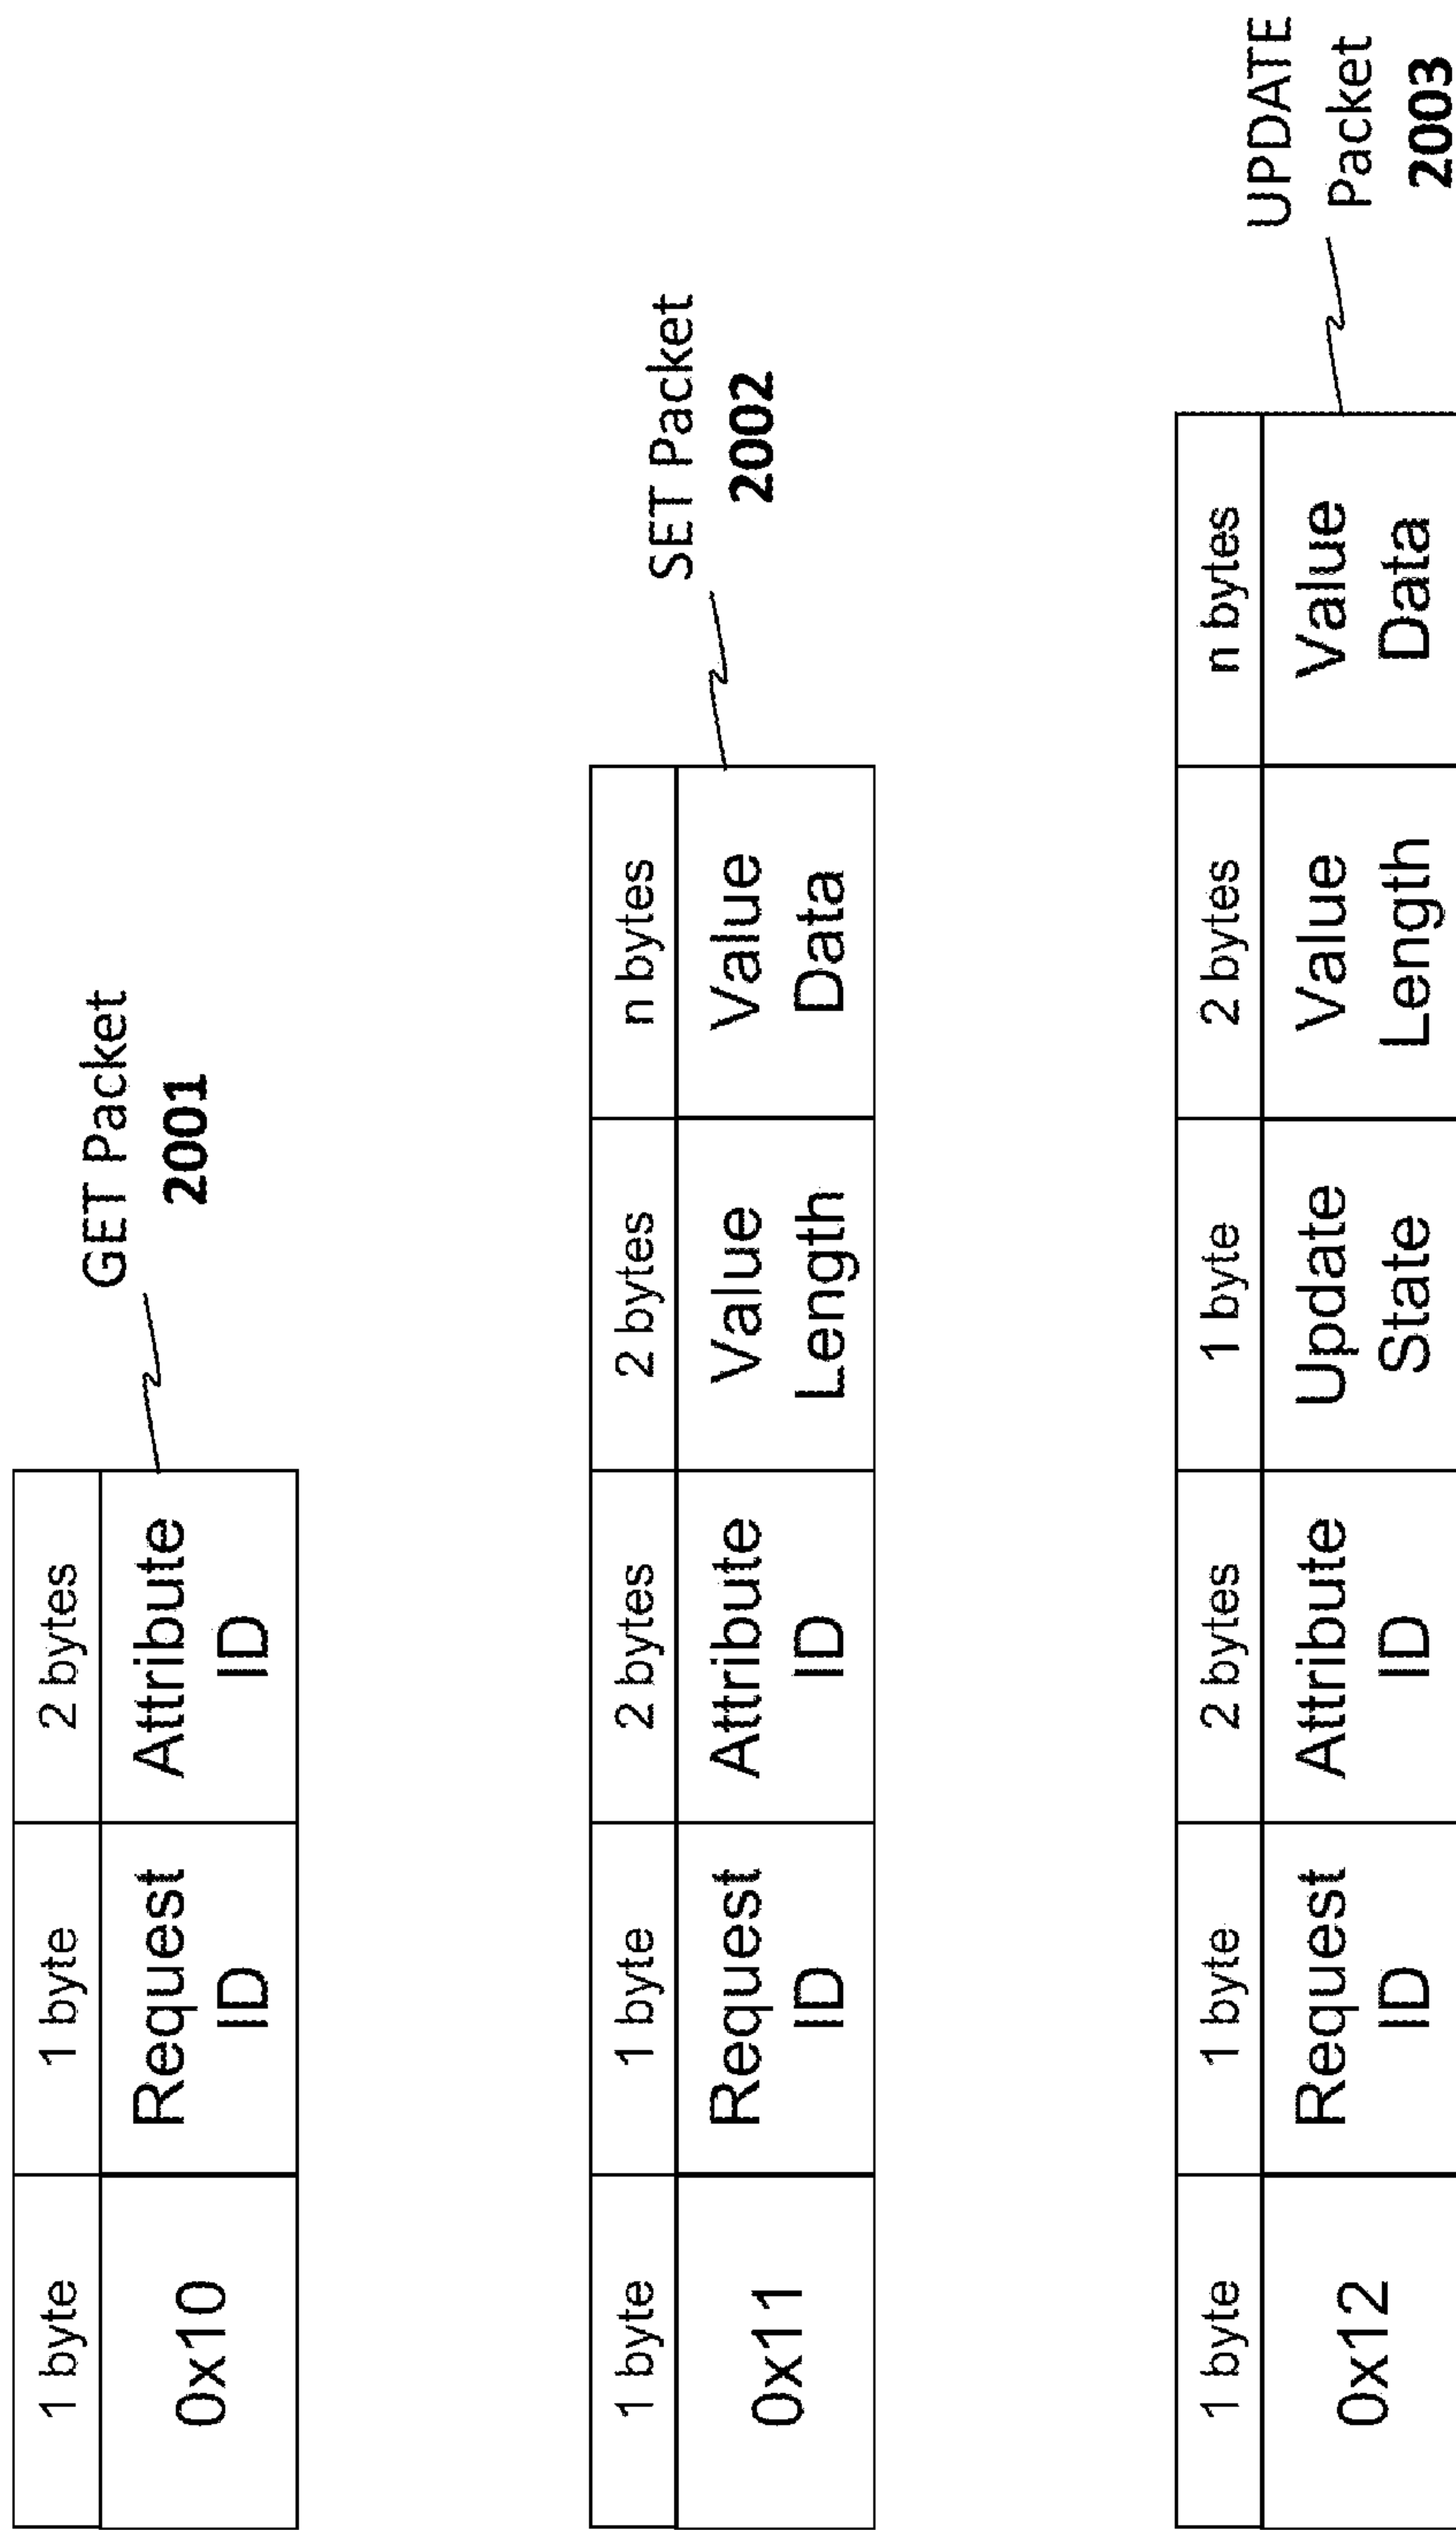 1 byte 1 byte 2 bytes
0x10 Request Attribute
ID ID
GET Packet
2001
1 byte 1 byte 2 bytes 2 bytes n bytes
0x11 Request Attribute Value Value
ID ID Length Data
SET Packet
2002
1 byte 1 byte 2 bytes 1 byte 2 bytes n bytes
0x12 Request Attribute Update Value Value
ID ID State Length Data
UPDATE
Packet
2003